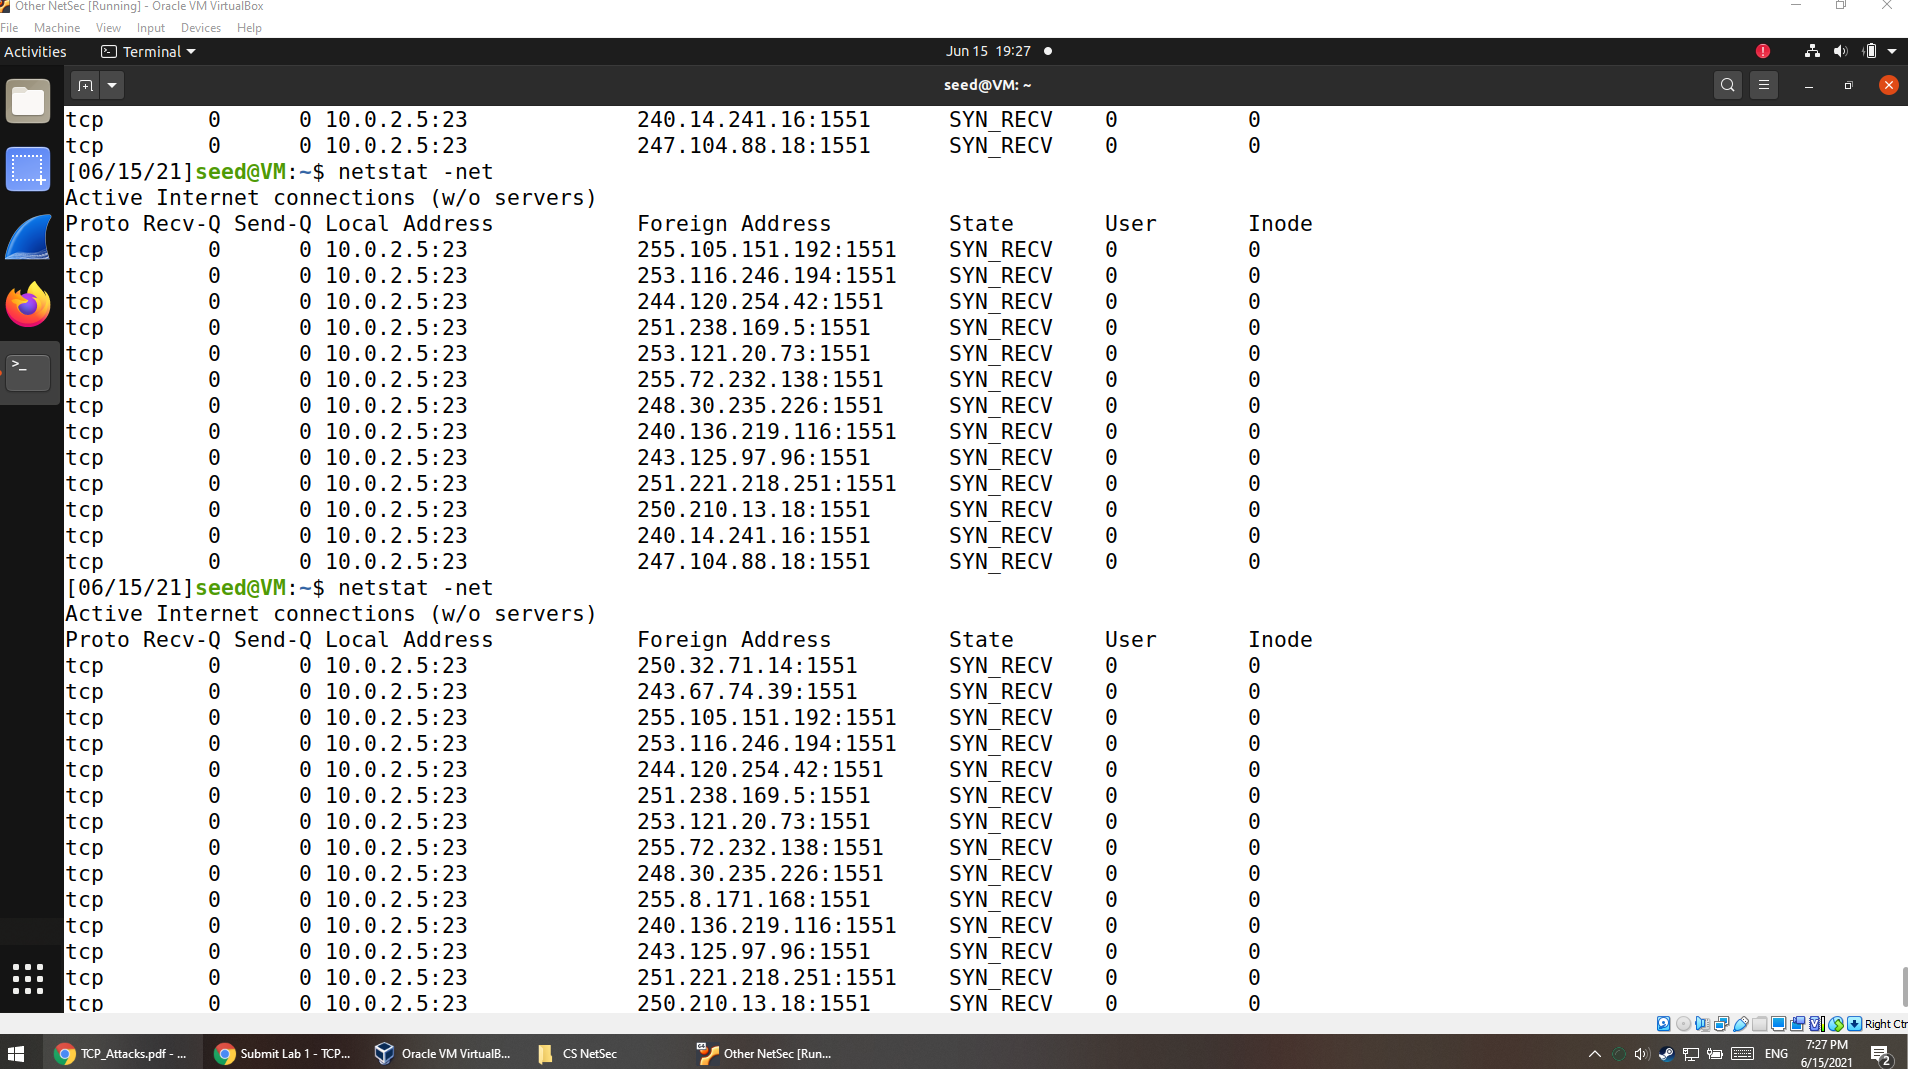 Other NetSec [Running] - Oracle VM VirtualBox
File Machine View Input Devices Help
Activities Terminal Jun 15 19:27
seed@VM: ~
tcp 0 0 10.0.2.5:23 240.14.241.16:1551 SYN_RECV 0 0
tcp 0 0 10.0.2.5:23 247.104.88.18:1551 SYN_RECV 0 0
[06/15/21]seed@VM:~$ netstat -net
Active Internet connections (w/o servers)
Proto Recv-Q Send-Q Local Address Foreign Address State User Inode
tcp 0 0 10.0.2.5:23 255.105.151.192:1551 SYN_RECV 0 0
tcp 0 0 10.0.2.5:23 253.116.246.194:1551 SYN_RECV 0 0
tcp 0 0 10.0.2.5:23 244.120.254.42:1551 SYN_RECV 0 0
tcp 0 0 10.0.2.5:23 251.238.169.5:1551 SYN_RECV 0 0
tcp 0 0 10.0.2.5:23 253.121.20.73:1551 SYN_RECV 0 0
tcp 0 0 10.0.2.5:23 255.72.232.138:1551 SYN_RECV 0 0
tcp 0 0 10.0.2.5:23 248.30.235.226:1551 SYN_RECV 0 0
tcp 0 0 10.0.2.5:23 240.136.219.116:1551 SYN_RECV 0 0
tcp 0 0 10.0.2.5:23 243.125.97.96:1551 SYN_RECV 0 0
tcp 0 0 10.0.2.5:23 251.221.218.251:1551 SYN_RECV 0 0
tcp 0 0 10.0.2.5:23 250.210.13.18:1551 SYN_RECV 0 0
tcp 0 0 10.0.2.5:23 240.14.241.16:1551 SYN_RECV 0 0
tcp 0 0 10.0.2.5:23 247.104.88.18:1551 SYN_RECV 0 0
[06/15/21]seed@VM:~$ netstat -net
Active Internet connections (w/o servers)
Proto Recv-Q Send-Q Local Address Foreign Address State User Inode
tcp 0 0 10.0.2.5:23 250.32.71.14:1551 SYN_RECV 0 0
tcp 0 0 10.0.2.5:23 243.67.74.39:1551 SYN_RECV 0 0
tcp 0 0 10.0.2.5:23 255.105.151.192:1551 SYN_RECV 0 0
tcp 0 0 10.0.2.5:23 253.116.246.194:1551 SYN_RECV 0 0
tcp 0 0 10.0.2.5:23 244.120.254.42:1551 SYN_RECV 0 0
tcp 0 0 10.0.2.5:23 251.238.169.5:1551 SYN_RECV 0 0
tcp 0 0 10.0.2.5:23 253.121.20.73:1551 SYN_RECV 0 0
tcp 0 0 10.0.2.5:23 255.72.232.138:1551 SYN_RECV 0 0
tcp 0 0 10.0.2.5:23 248.30.235.226:1551 SYN_RECV 0 0
tcp 0 0 10.0.2.5:23 255.8.171.168:1551 SYN_RECV 0 0
tcp 0 0 10.0.2.5:23 240.136.219.116:1551 SYN_RECV 0 0
tcp 0 0 10.0.2.5:23 243.125.97.96:1551 SYN_RECV 0 0
tcp 0 0 10.0.2.5:23 251.221.218.251:1551 SYN_RECV 0 0
tcp 0 0 10.0.2.5:23 250.210.13.18:1551 SYN_RECV 0 0
Right Ctr
TCP_Attacks.pdf - ... Submit Lab 1 - TCP... Oracle VM VirtualB... CS NetSec Other NetSec [Run... ENG 7:27 PM
6/15/2021 2